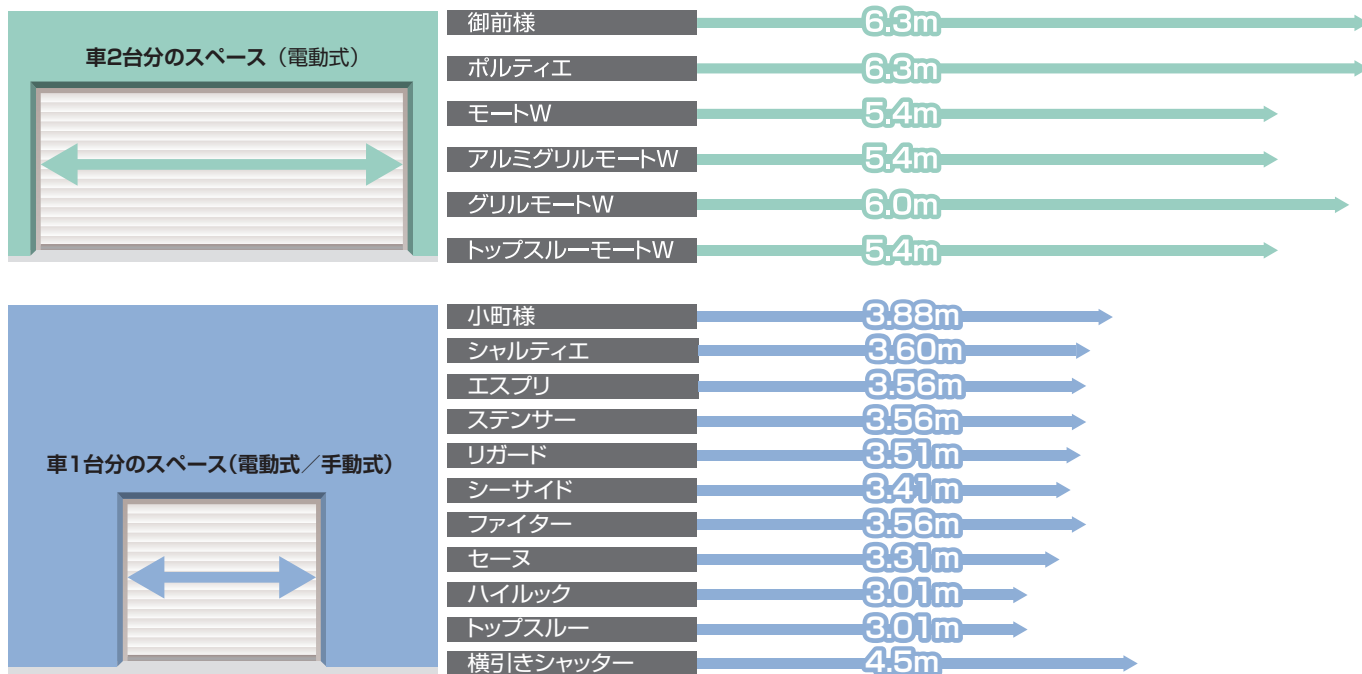 車2台分のスペース（電動式）
御前様 6.3m
ポルティエ 6.3m
モートW 5.4m
アルミグリルモートW 5.4m
グリルモートW 6.0m
トップスルーモートW 5.4m
車1台分のスペース（電動式／手動式）
小町様 3.88m
シャルティエ 3.60m
エスプリ 3.56m
ステンサー 3.56m
リガード 3.51m
シーサイド 3.41m
ファイター 3.56m
セーヌ 3.31m
ハイルック 3.01m
トップスルー 3.01m
横引きシャッター 4.5m